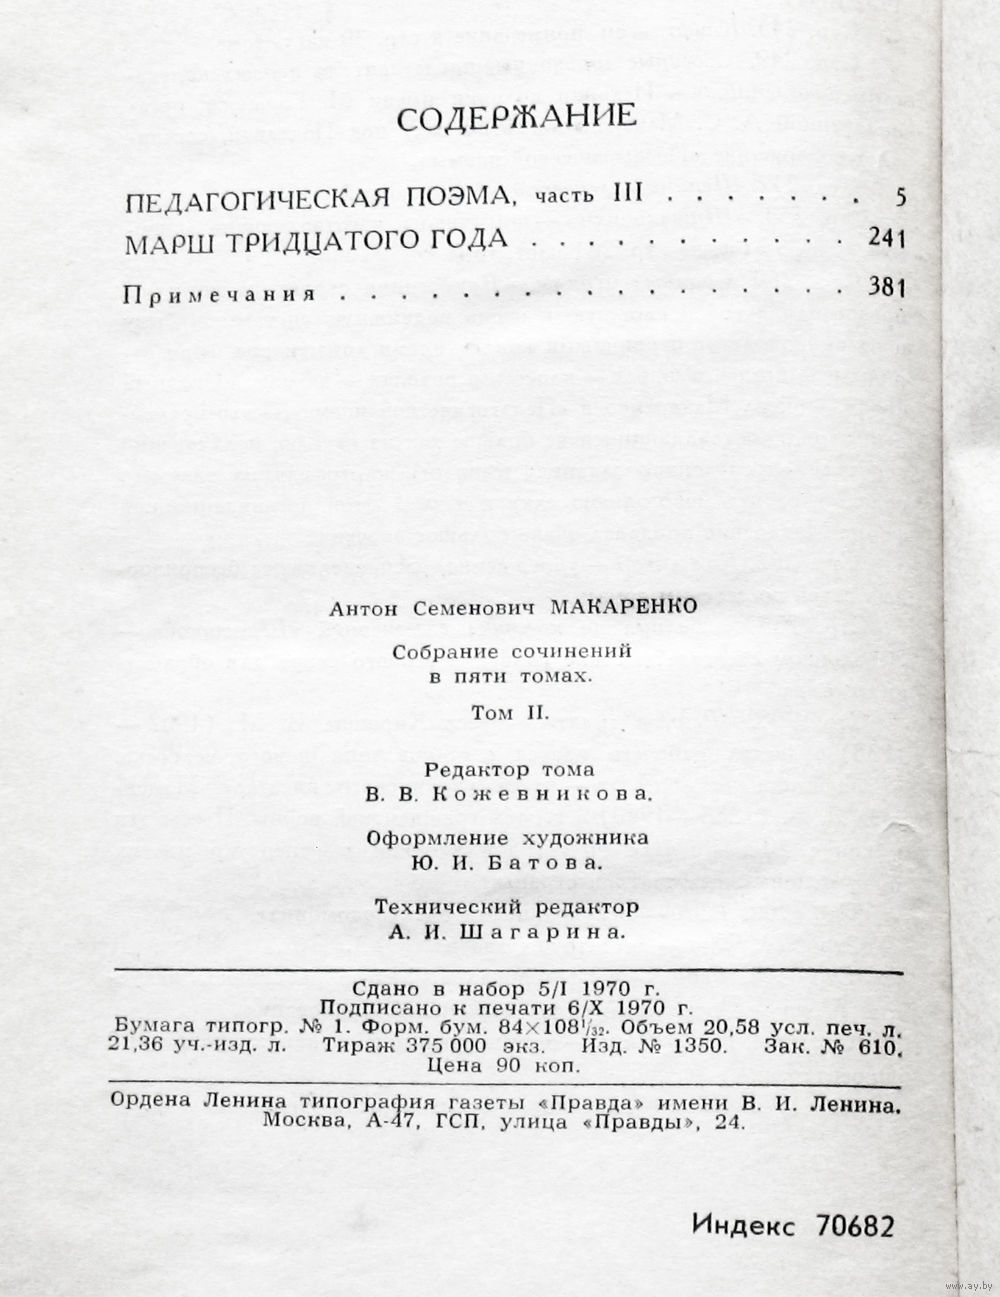 СОДЕРЖАНИЕ
ПЕДАГОГИЧЕСКАЯ ПОЭМА, часть III . . . . . . . 5
МАРШ ТРИДЦАТОГО ГОДА . . . . . . . . . . . . 241
Примечания . . . . . . . . . . . . . . . . . . 381
Антон Семенович МАКАРЕНКО
Собрание сочинений
в пяти томах.
Том II.
Редактор тома
В. В. Кожевникова.
Оформление художника
Ю. И. Батова.
Технический редактор
А. И. Шагарина.
Сдано в набор 5/I 1970 г.
Подписано к печати 6/X 1970 г.
Бумага типогр. № 1. Форм. бум. 84×108¹/₃₂. Объем 20,58 усл. печ. л.
21,36 уч.-изд. л. Тираж 375 000 экз. Изд. № 1350. Зак. № 610.
Цена 90 коп.
Ордена Ленина типография газеты «Правда» имени В. И. Ленина.
Москва, А-47, ГСП, улица «Правды», 24.
Индекс 70682
www.ay.by